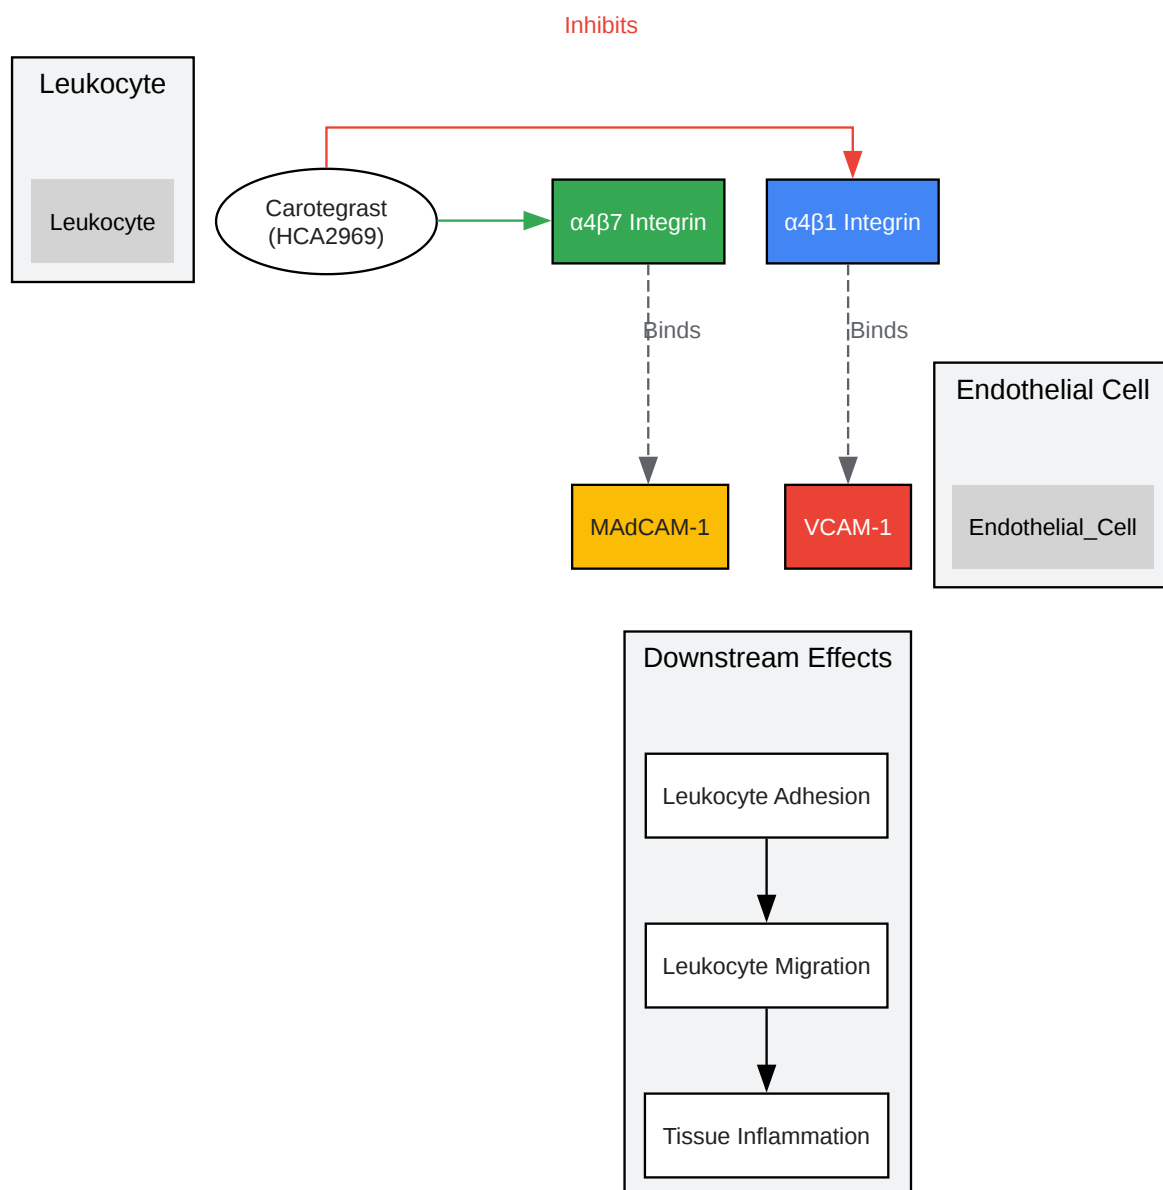 Inhibits
Leukocyte
Leukocyte
Carotegrast
(HCA2969)
α4β7 Integrin
α4β1 Integrin
Binds
Binds
Endothelial Cell
MAdCAM-1
VCAM-1
Endothelial_Cell
Downstream Effects
Leukocyte Adhesion
Leukocyte Migration
Tissue Inflammation